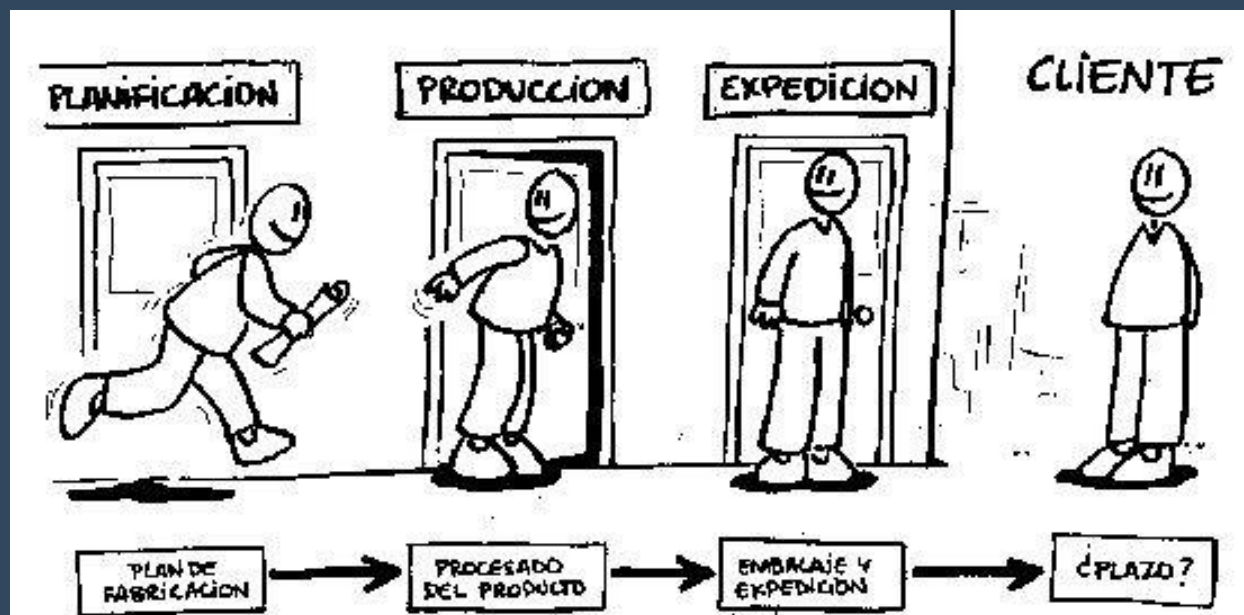 PLANIFICACION
PRODUCCION
EXPEDICION
CLIENTE
PLAN DE
FABRICACION
PROCESADO
DEL PRODUCTO
EMBALAJE Y
EXPEDICION
¿PLAZO?